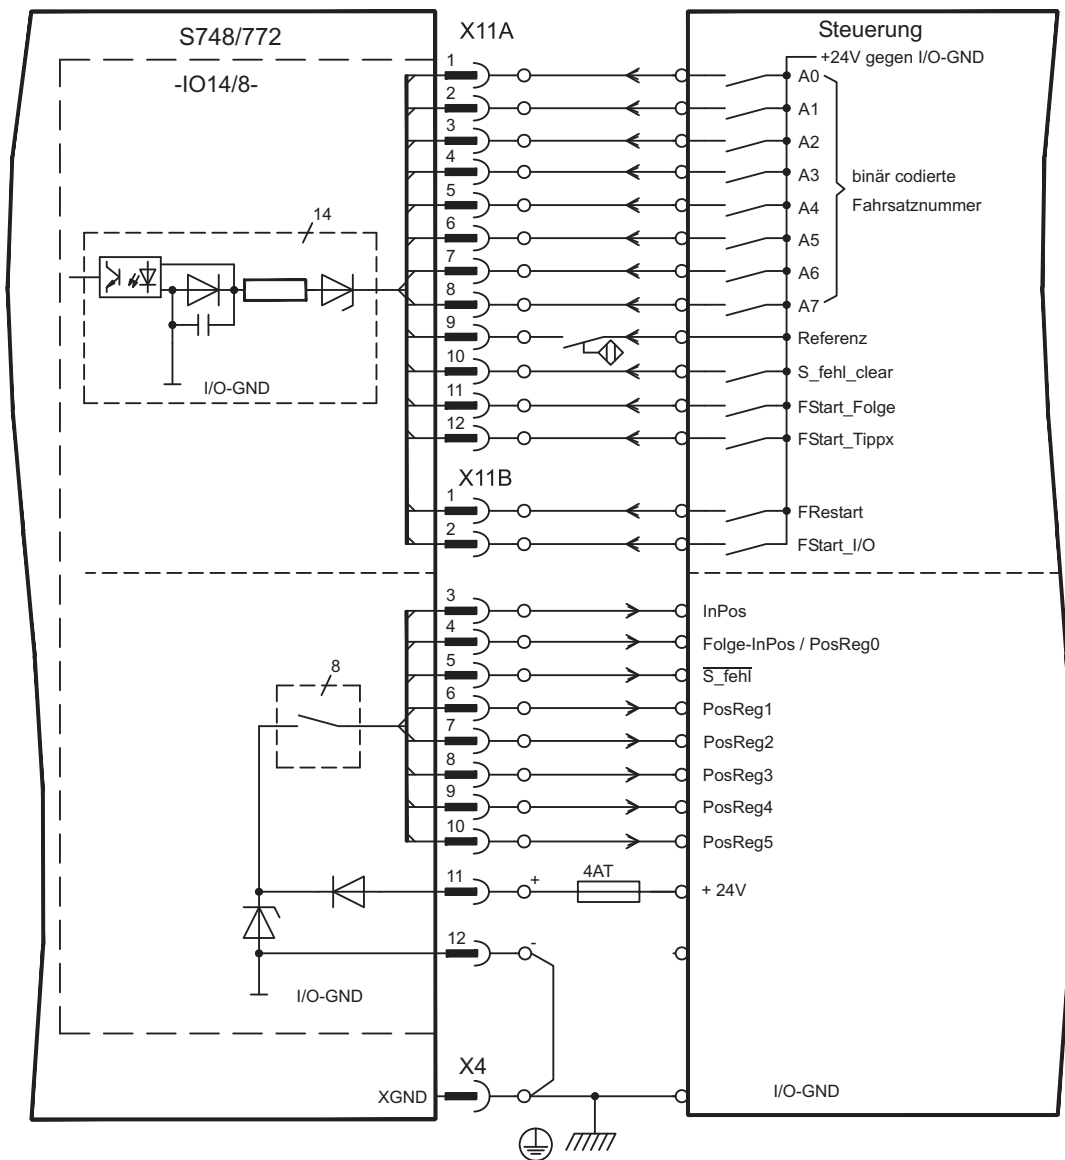 S748/772
X11A
Steuerung
-IO14/8-
+24V gegen I/O-GND
1
A0
2
A1
3
A2
4
A3
binär codierte
5
A4
Fahrsatznummer
14
6
A5
7
A6
8
A7
9
Referenz
10
S_fehl_clear
I/O-GND
11
FStart_Folge
12
FStart_Tippx
X11B
1
FRestart
2
FStart_I/O
3
InPos
4
Folge-InPos / PosReg0
8
5
S_fehl
6
PosReg1
7
PosReg2
8
PosReg3
9
PosReg4
10
PosReg5
11
+
4AT
+ 24V
12
-
I/O-GND
X4
XGND
I/O-GND